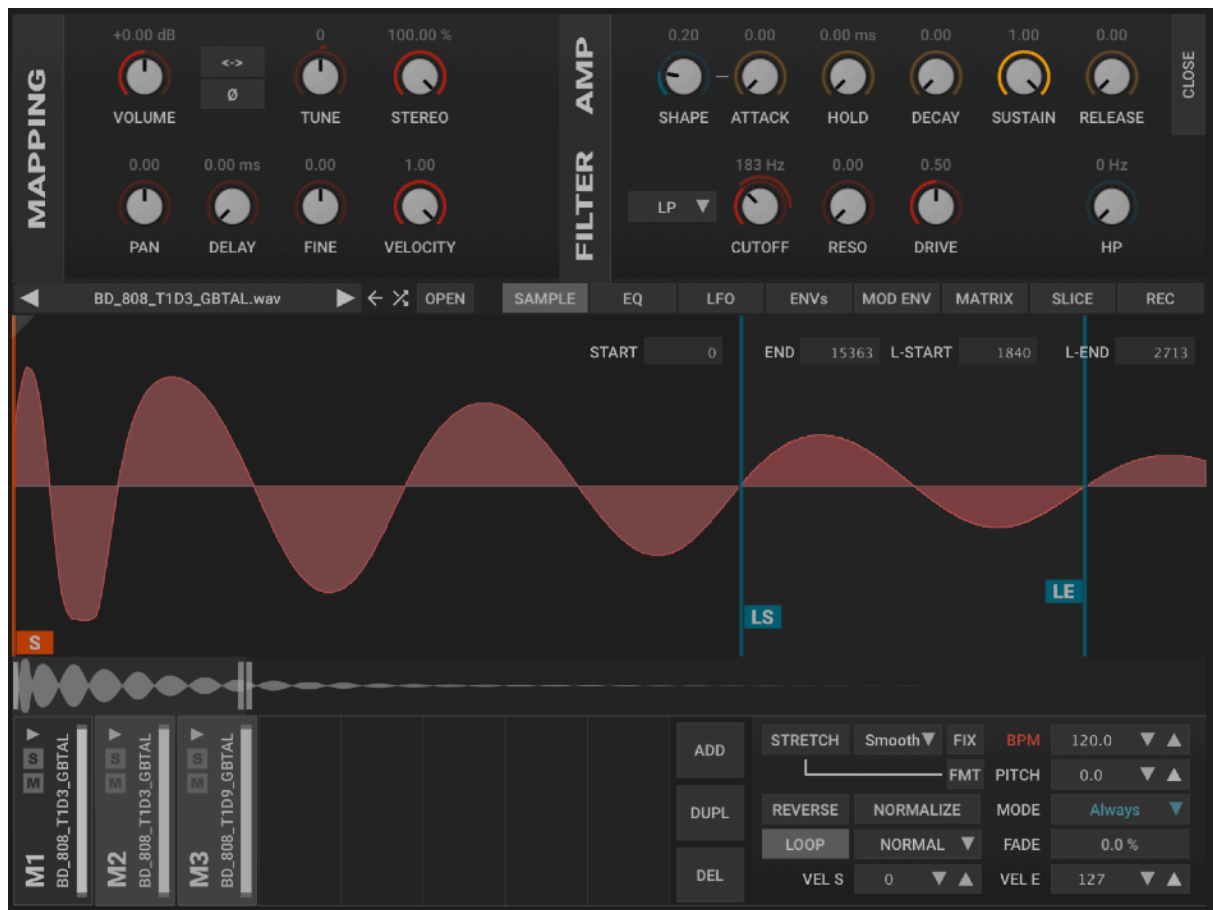 MAPPING
+0.00 dB
0
100.00 %
<->
Ø
VOLUME
TUNE
STEREO
0.00
0.00 ms
0.00
1.00
PAN
DELAY
FINE
VELOCITY
AMP
0.20
0.00
0.00 ms
0.00
1.00
0.00
SHAPE
ATTACK
HOLD
DECAY
SUSTAIN
RELEASE
CLOSE
FILTER
183 Hz
0.00
0.50
0 Hz
LP
CUTOFF
RESO
DRIVE
HP
BD_808_T1D3_GBTAL.wav
OPEN
SAMPLE
EQ
LFO
ENVs
MOD ENV
MATRIX
SLICE
REC
START 0
END 15363
L-START 1840
L-END 2713
LE
LS
S
S
M
M1
BD_808_T1D3_GBTAL
S
M
M2
BD_808_T1D3_GBTAL
S
M
M3
BD_808_T1D9_GBTAL
ADD
DUPL
DEL
STRETCH Smooth FIX BPM 120.0
FMT PITCH 0.0
REVERSE NORMALIZE MODE Always
LOOP NORMAL FADE 0.0 %
VEL S 0 VEL E 127